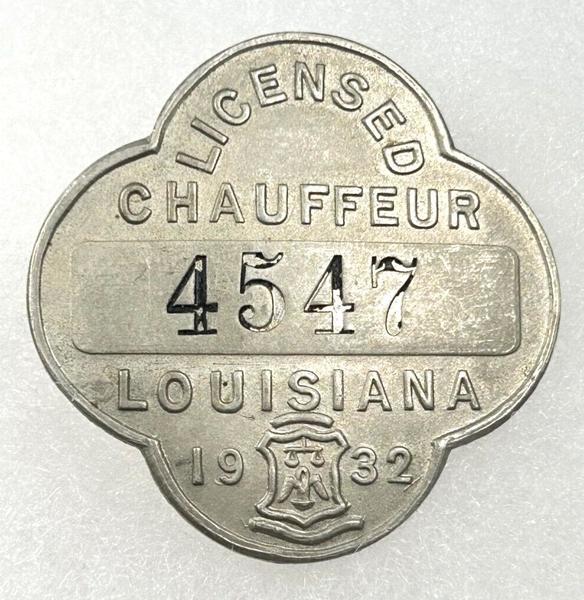 LICENSED
CHAUFFEUR
4547
LOUISIANA
1932